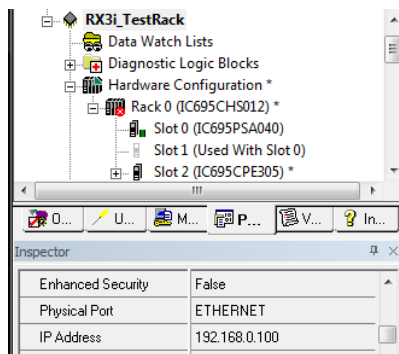 RX3i_TestRack
Data Watch Lists
Diagnostic Logic Blocks
Hardware Configuration *
Rack 0 (IC695CHS012) *
Slot 0 (IC695PSA040)
Slot 1 (Used With Slot 0)
Slot 2 (IC695CPE305) *
O... U... M... P... V... In...
Inspector
Enhanced Security False
Physical Port ETHERNET
IP Address 192.168.0.100